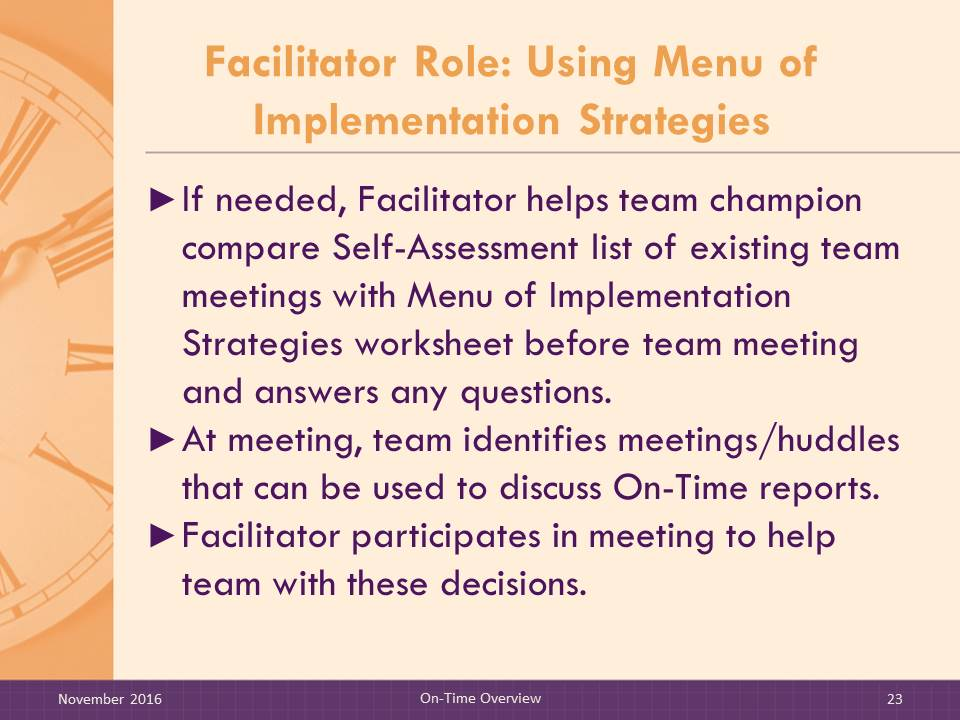 Facilitator Role: Using Menu of
Implementation Strategies
►If needed, Facilitator helps team champion
compare Self-Assessment list of existing team
meetings with Menu of Implementation
Strategies worksheet before team meeting
and answers any questions.
►At meeting, team identifies meetings/huddles
that can be used to discuss On-Time reports.
►Facilitator participates in meeting to help
team with these decisions.
November 2016
On-Time Overview
23